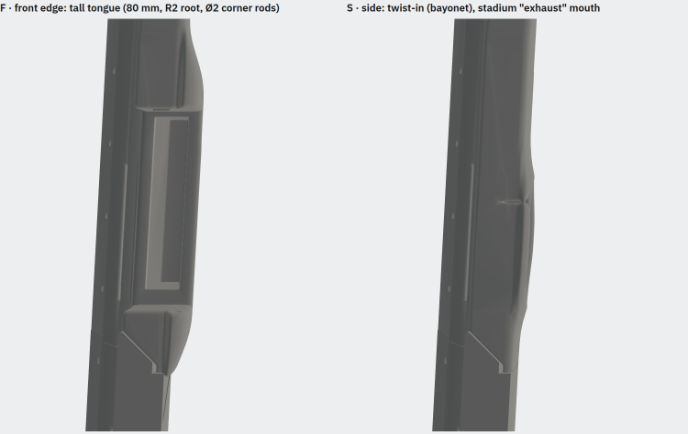 F · front edge: tall tongue (80 mm, R2 root, Ø2 corner rods)
S · side: twist-in (bayonet), stadium "exhaust" mouth